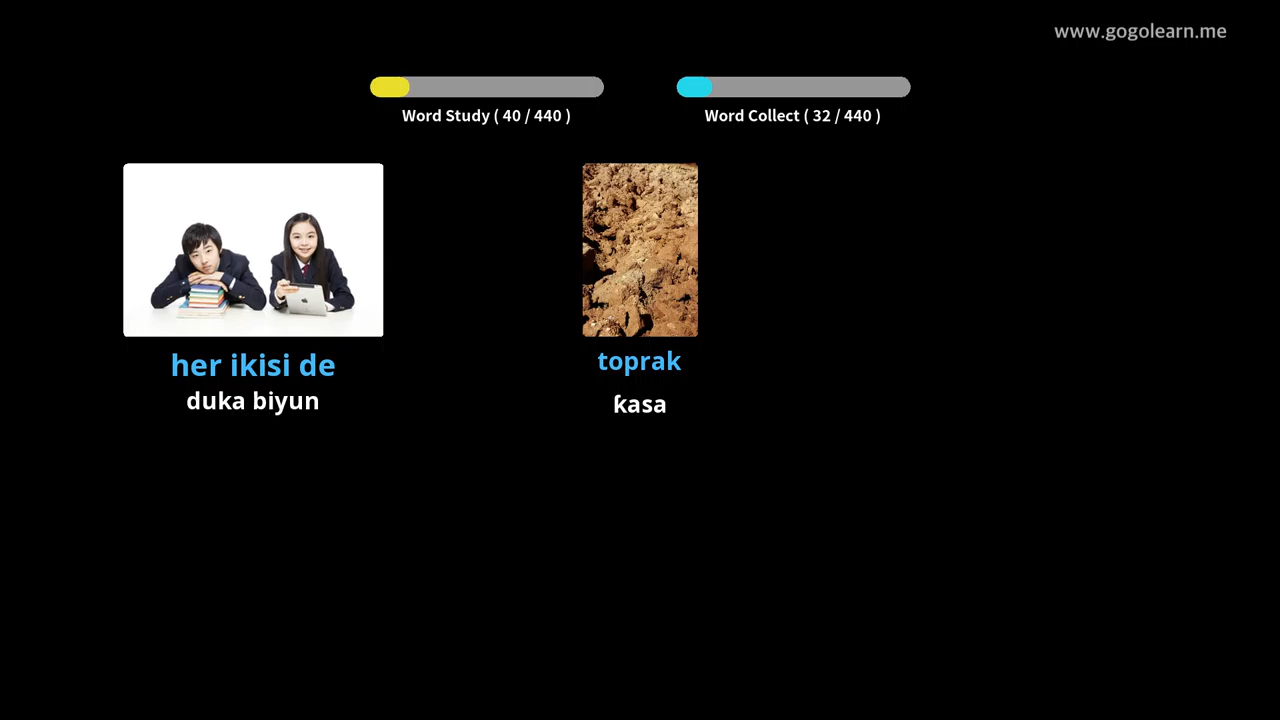 www.gogolearn.me
Word Study ( 40 / 440 )
Word Collect ( 32 / 440 )
her ikisi de
duka biyun
toprak
ƙasa